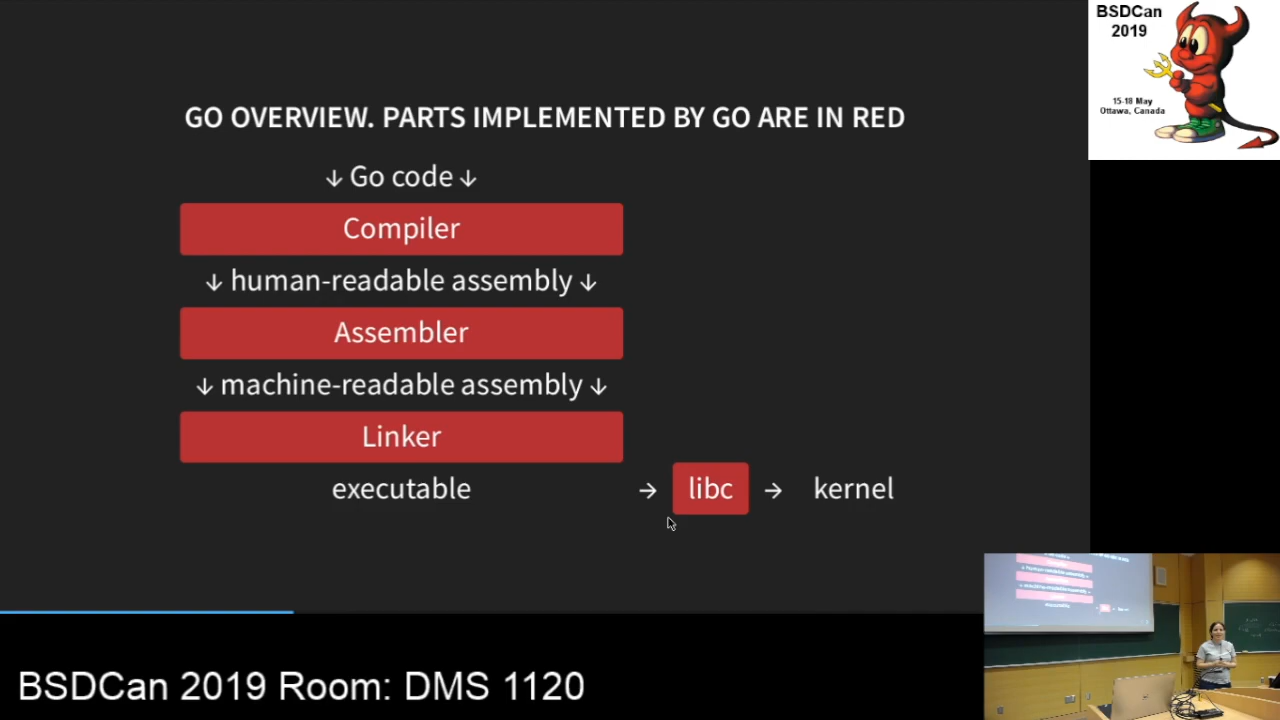 GO OVERVIEW. PARTS IMPLEMENTED BY GO ARE IN RED
↓ Go code ↓
Compiler
↓ human-readable assembly ↓
Assembler
↓ machine-readable assembly ↓
Linker
executable → libc → kernel
BSDCan
2019
15-18 May
Ottawa, Canada
BSDCan 2019 Room: DMS 1120